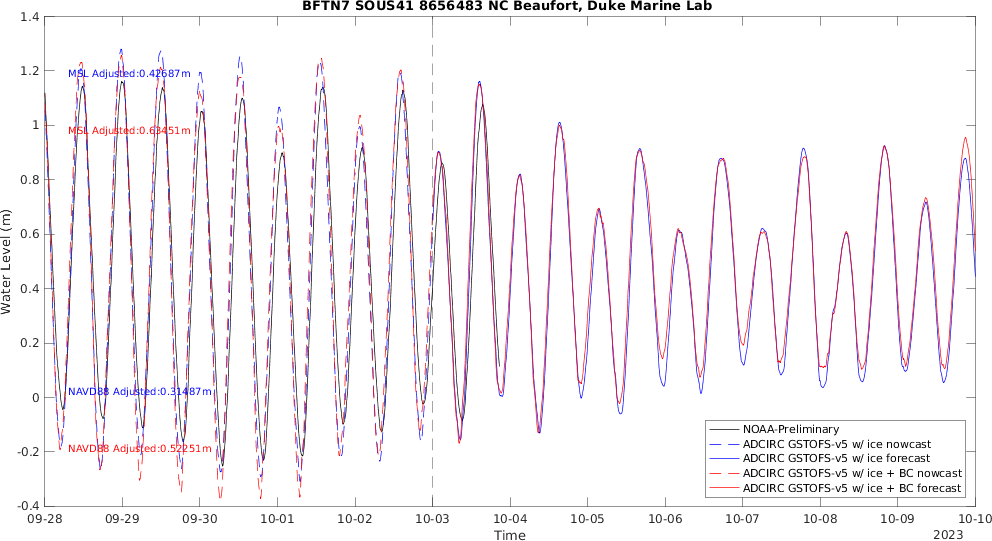 BFTN7 SOUS41 8656483 NC Beaufort, Duke Marine Lab
1.4
1.2
1
0.8
0.6
0.4
0.2
0
-0.2
-0.4
Water Level (m)
MSL Adjusted:0.42687m
MSL Adjusted:0.63451m
NAVD88 Adjusted:0.31487m
NAVD88 Adjusted:0.52251m
NOAA-Preliminary
ADCIRC GSTOFS-v5 w/ ice nowcast
ADCIRC GSTOFS-v5 w/ ice forecast
ADCIRC GSTOFS-v5 w/ ice + BC nowcast
ADCIRC GSTOFS-v5 w/ ice + BC forecast
09-28 09-29 09-30 10-01 10-02 10-03 10-04 10-05 10-06 10-07 10-08 10-09 10-10
Time
2023